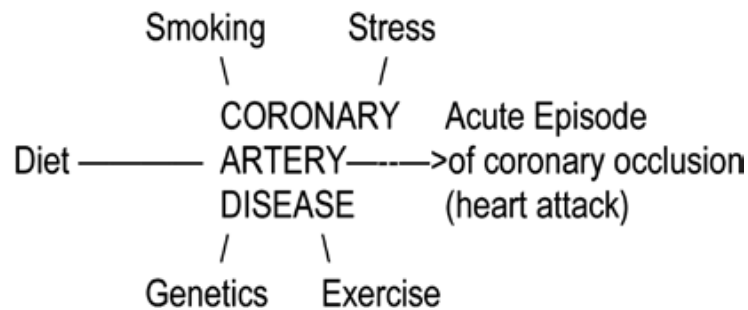 Smoking Stress
CORONARY Acute Episode
Diet ARTERY of coronary occlusion
DISEASE (heart attack)
Genetics Exercise